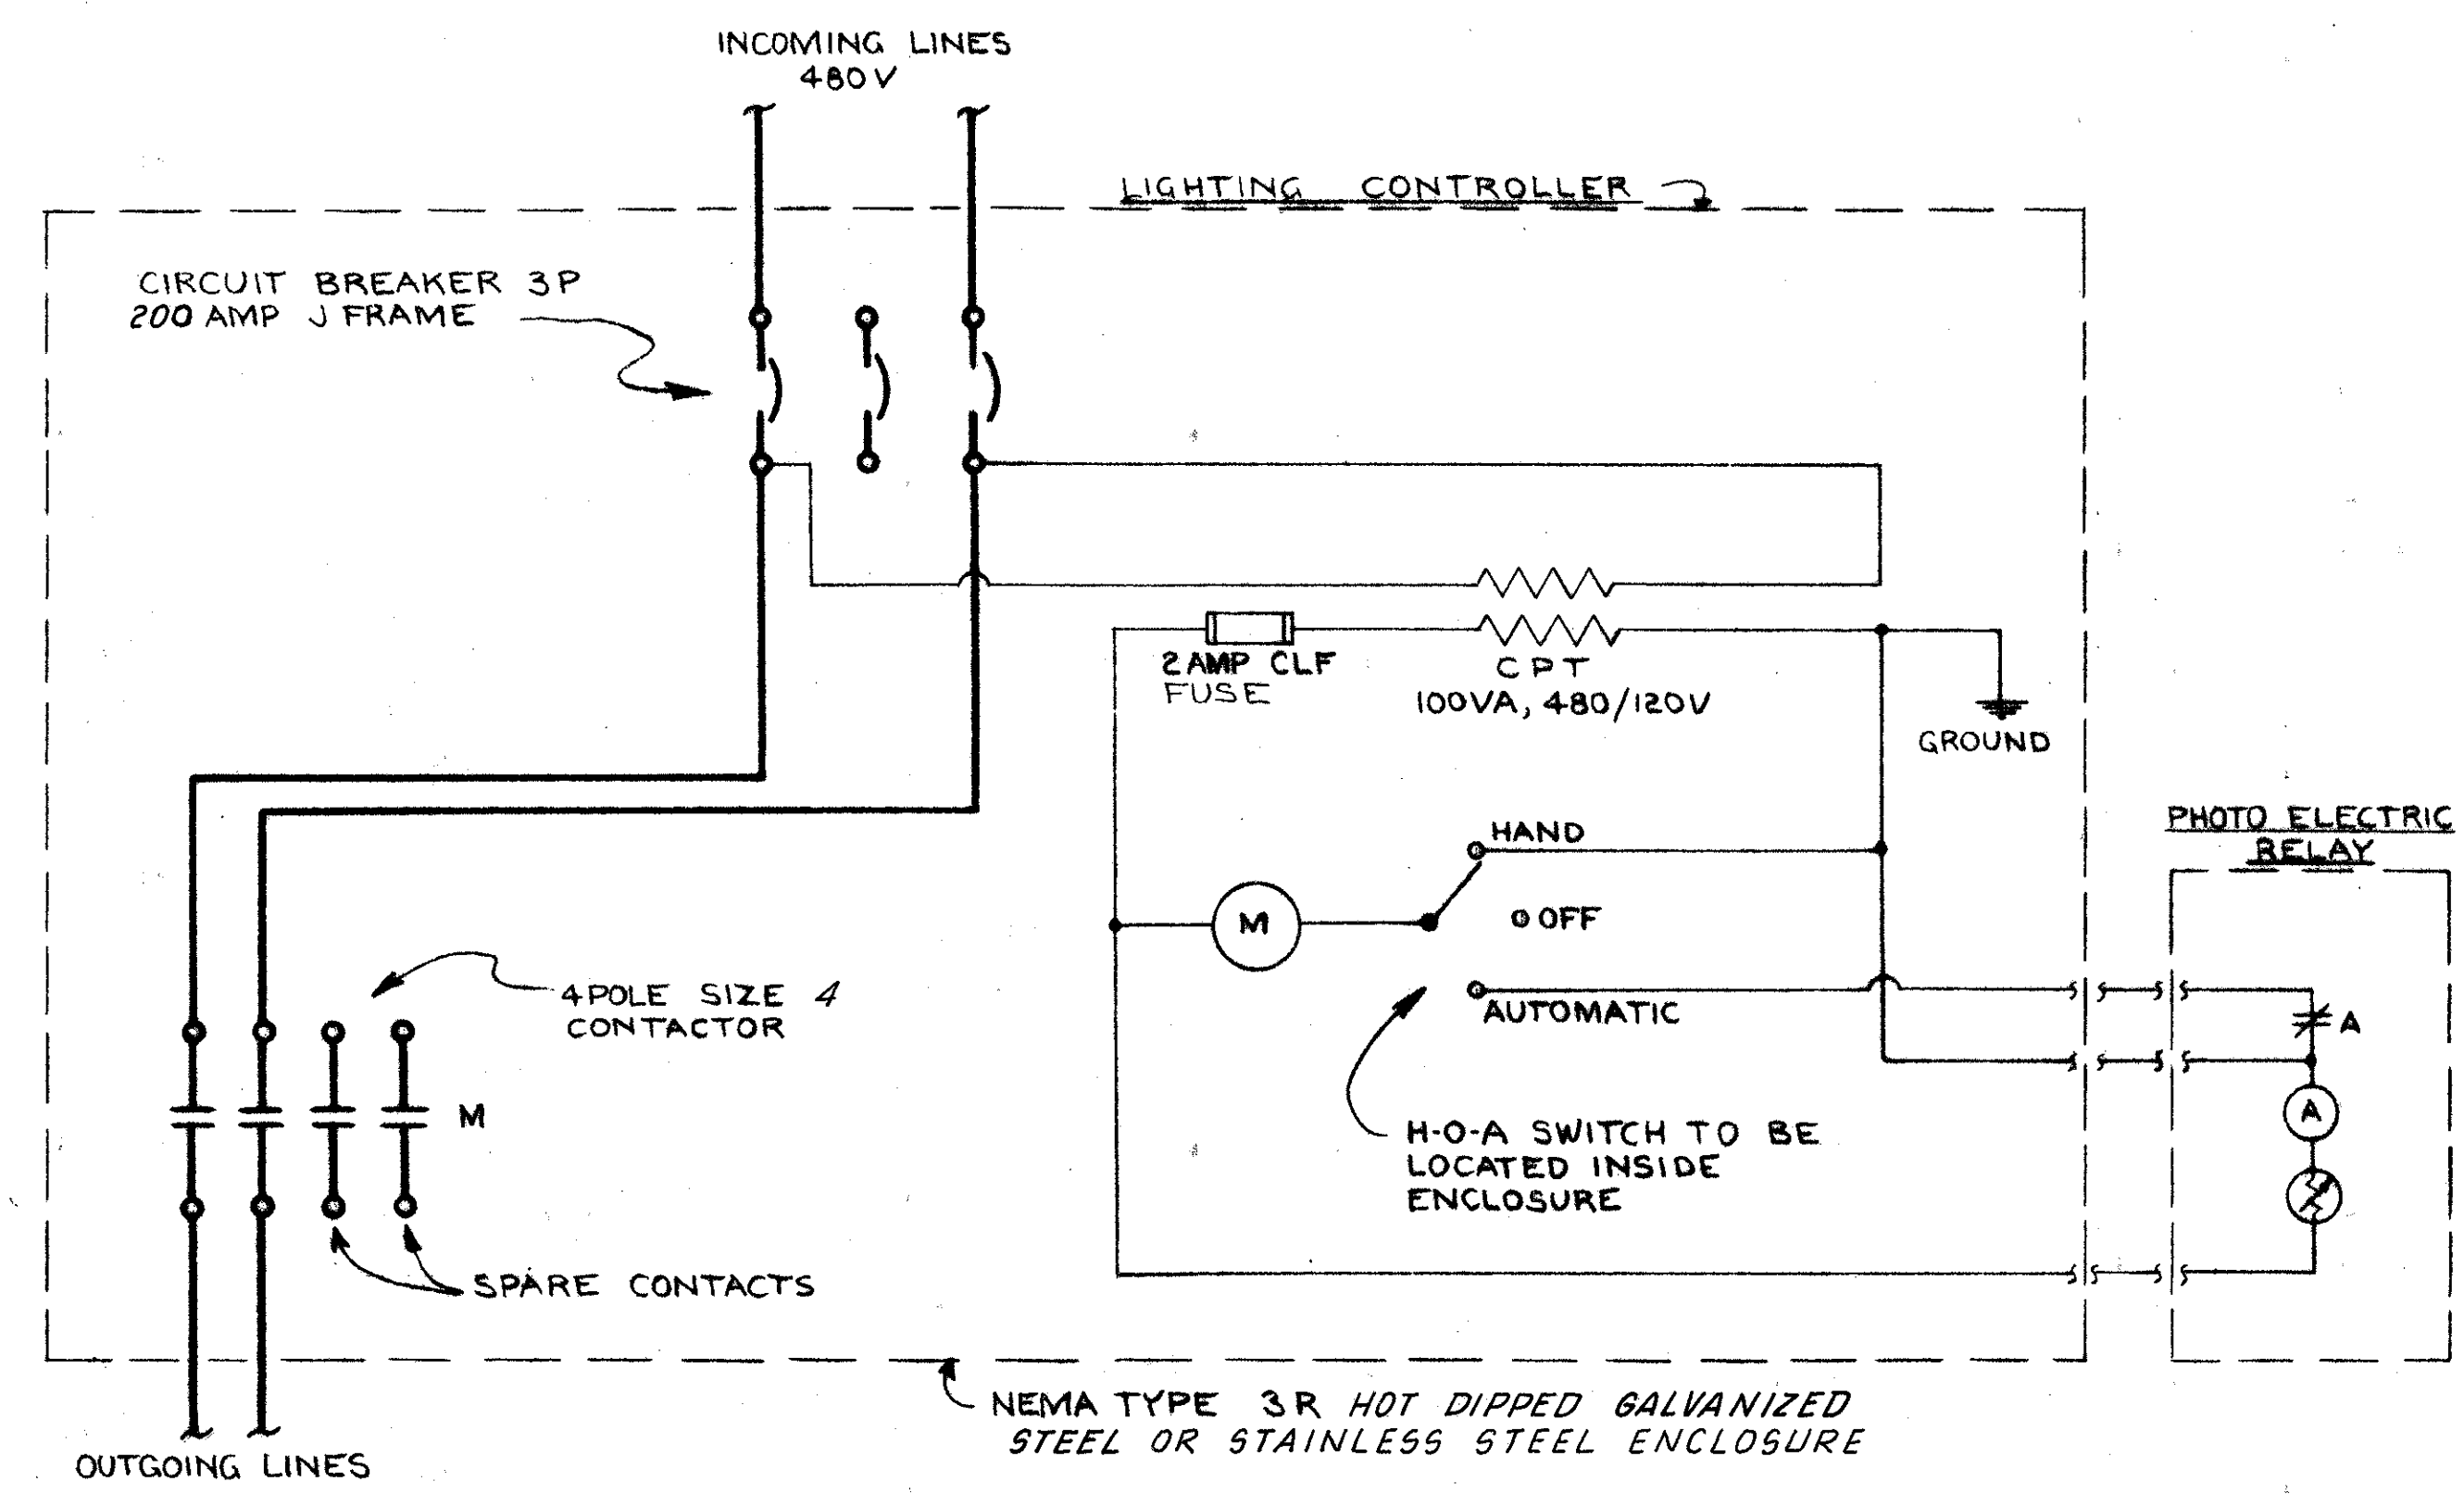 INCOMING LINES
480V
LIGHTING CONTROLLER
CIRCUIT BREAKER 3P
200 AMP J FRAME
2 AMP CLF
FUSE
CPT
100VA, 480/120V
GROUND
PHOTO ELECTRIC
RELAY
HAND
M
OFF
AUTOMATIC
A
4 POLE SIZE 4
CONTACTOR
M
A
H-O-A SWITCH TO BE
LOCATED INSIDE
ENCLOSURE
SPARE CONTACTS
NEMA TYPE 3R HOT DIPPED GALVANIZED
STEEL OR STAINLESS STEEL ENCLOSURE
OUTGOING LINES